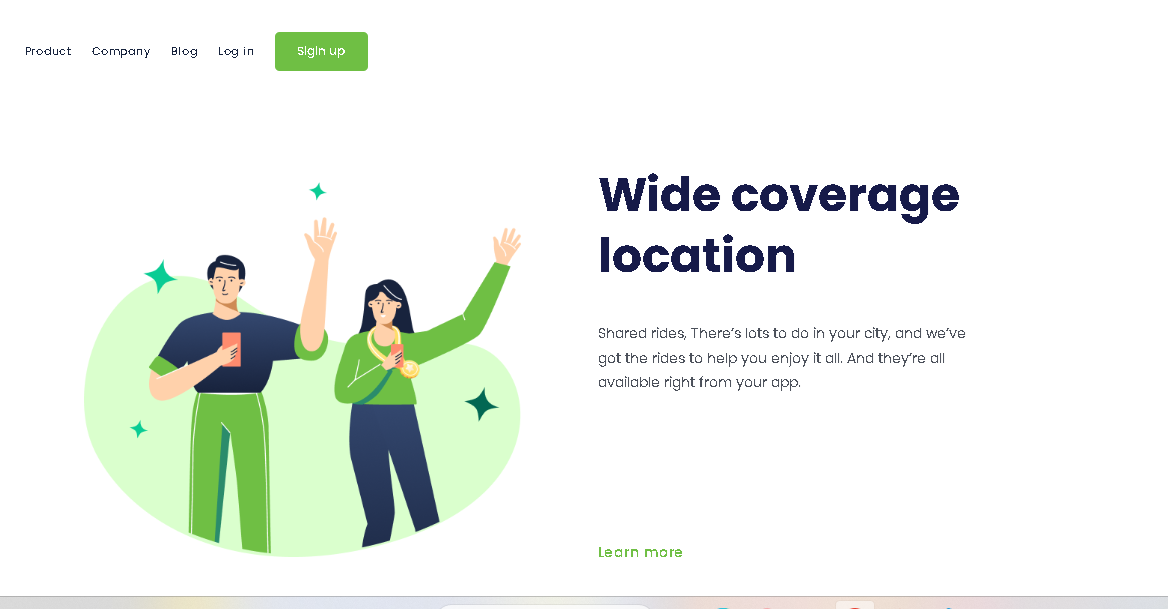 Product Company Blog Log in Sigin up
Wide coverage
location
Shared rides, There's lots to do in your city, and we've
got the rides to help you enjoy it all. And they're all
available right from your app.
Learn more